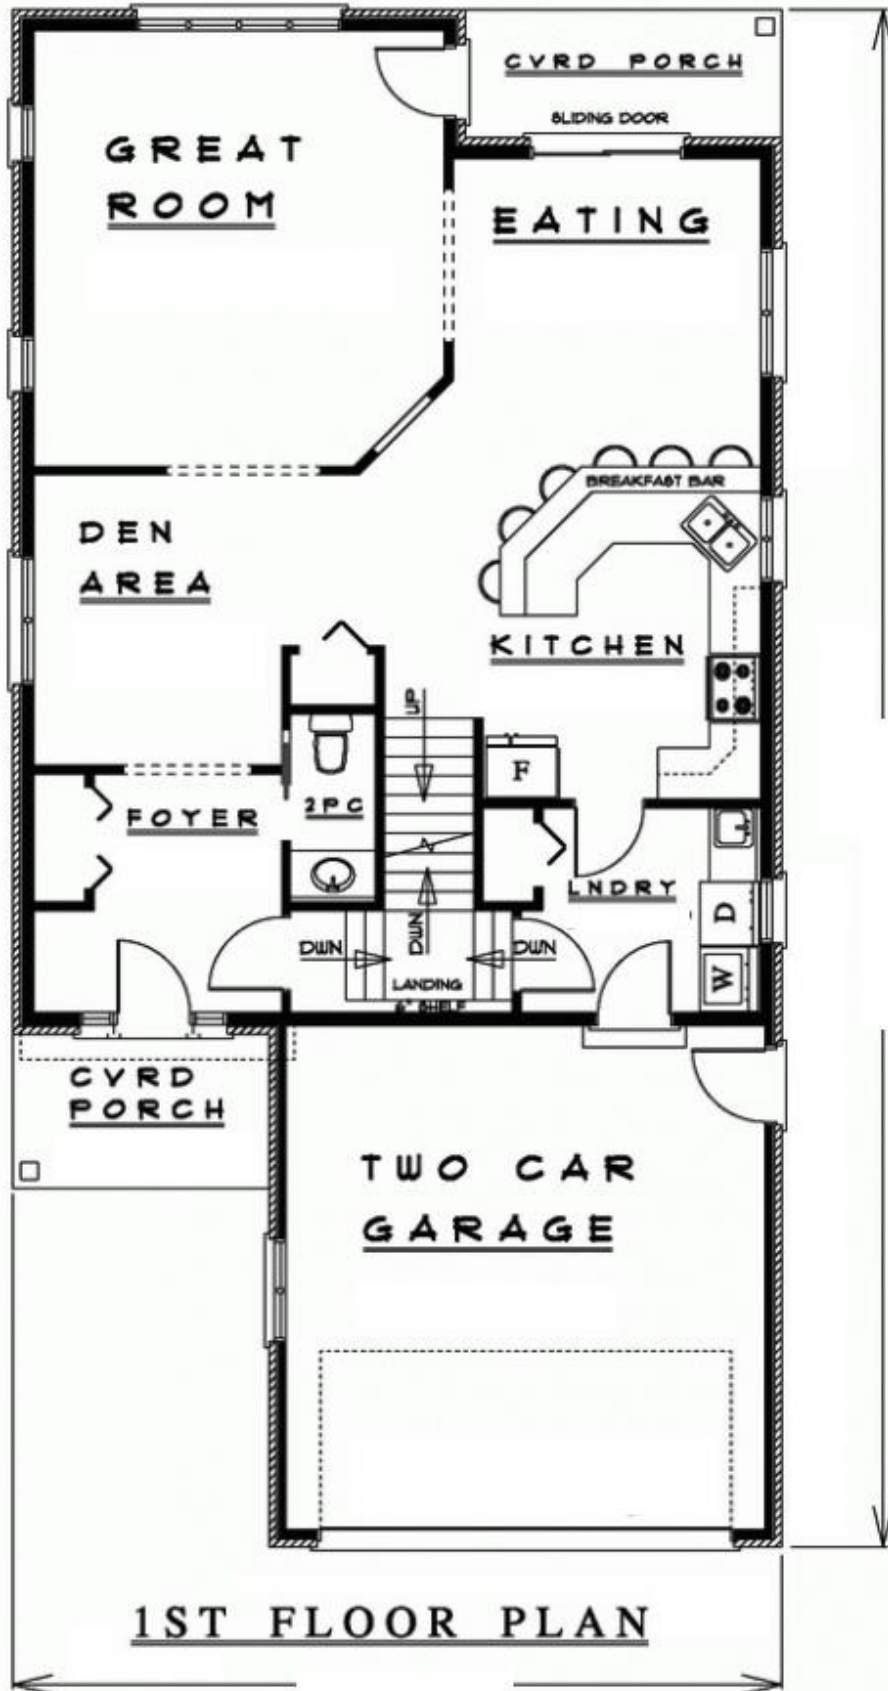 CVRD PORCH
SLIDING DOOR
GREAT
ROOM
EATING
BREAKFAST BAR
DEN
AREA
KITCHEN
UP
F
2PC
FOYER
LNDRY
D
W
DWN
DWN
DWN
LANDING
6" SHELF
CVRD
PORCH
TWO CAR
GARAGE
1ST FLOOR PLAN